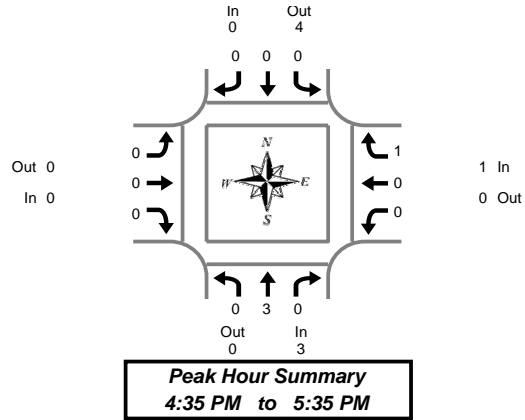 In Out
0 4
0 0 0
0 1
Out 0 0 N 0 1 In
W E
In 0 0 S 0 0 Out
0 3 0
Out In
0 3
Peak Hour Summary
4:35 PM to 5:35 PM